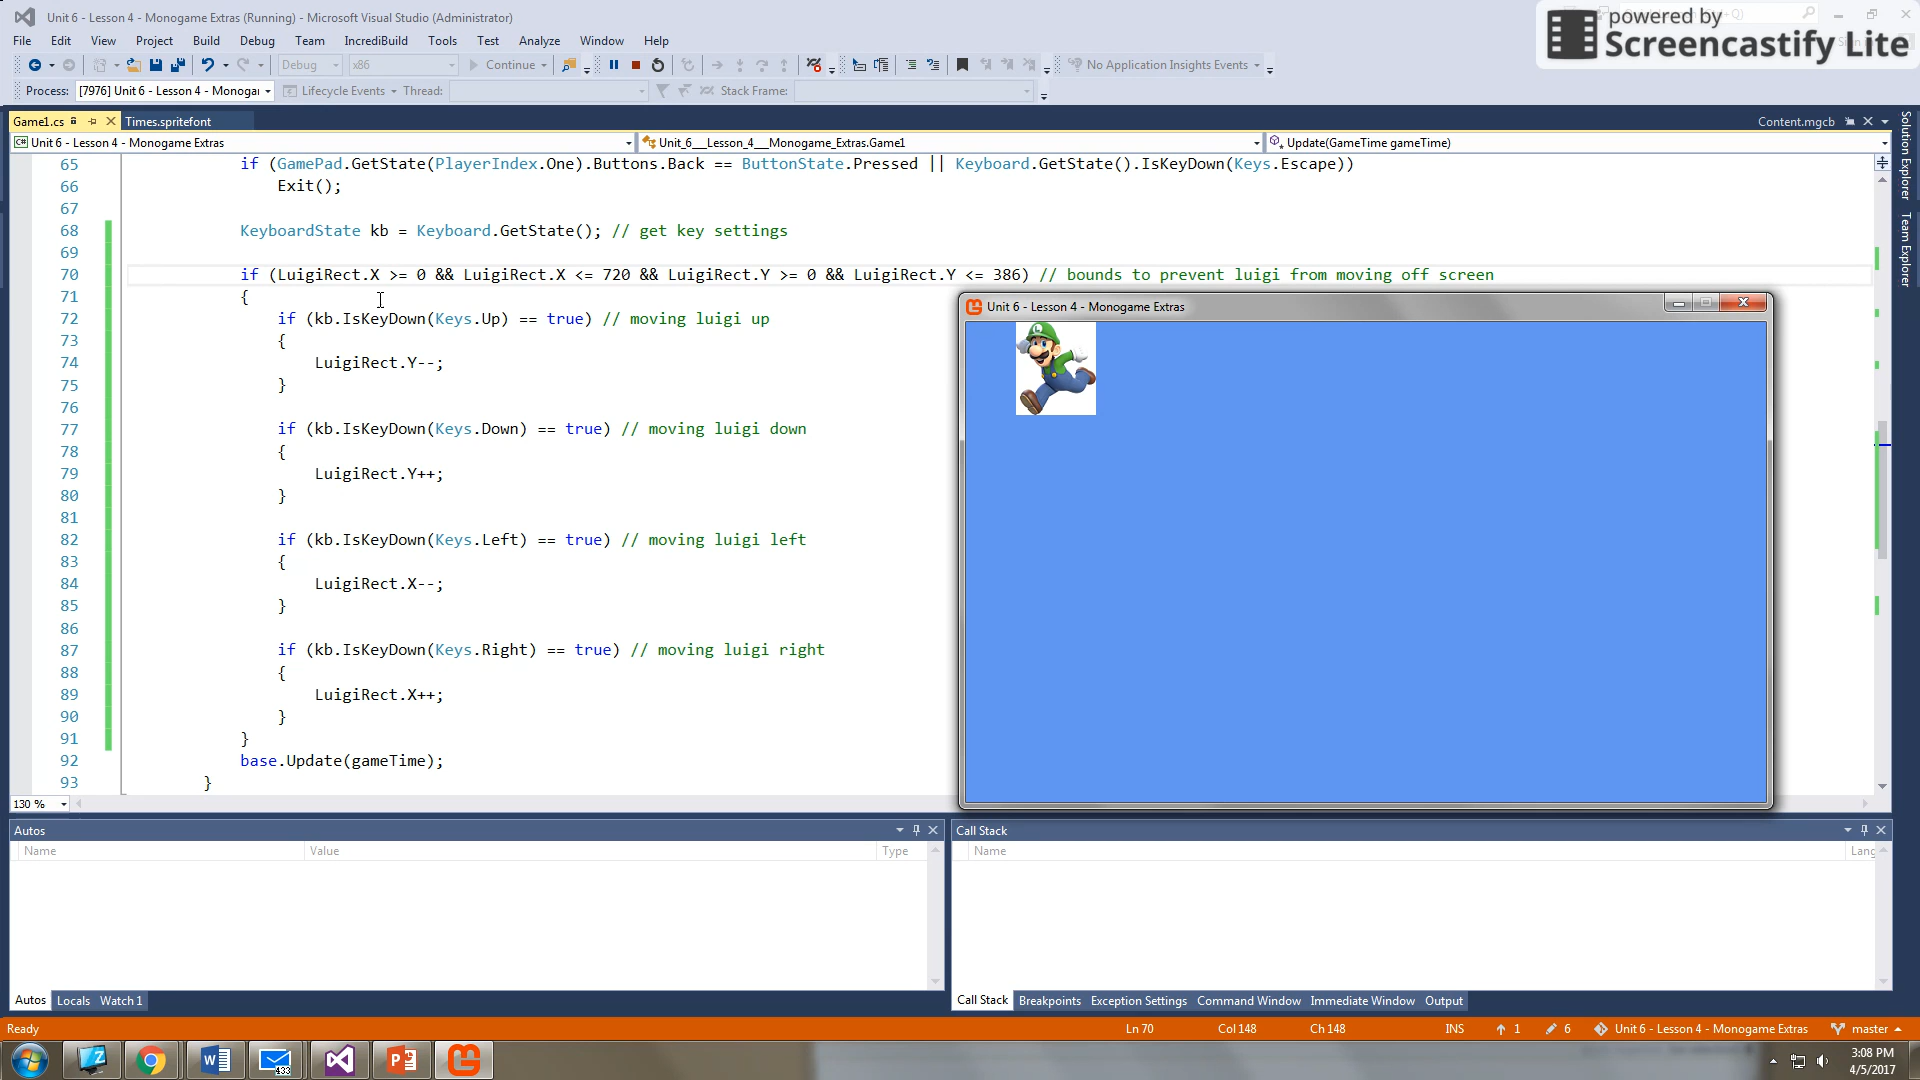 Unit 6 - Lesson 4 - Monogame Extras (Running) - Microsoft Visual Studio (Administrator)
powered by
Screencastify Lite
File Edit View Project Build Debug Team IncrediBuild Tools Test Analyze Window Help
Debug x86 Continue No Application Insights Events
Process: [7976] Unit 6 - Lesson 4 - Monogar Lifecycle Events Thread: Stack Frame:
Game1.cs Times.spritefont Content.mgcb
Unit 6 - Lesson 4 - Monogame Extras Unit_6___Lesson_4___Monogame_Extras.Game1 Update(GameTime gameTime)
65 if (GamePad.GetState(PlayerIndex.One).Buttons.Back == ButtonState.Pressed || Keyboard.GetState().IsKeyDown(Keys.Escape))
66 Exit();
67
68 KeyboardState kb = Keyboard.GetState(); // get key settings
69
70 if (LuigiRect.X >= 0 && LuigiRect.X <= 720 && LuigiRect.Y >= 0 && LuigiRect.Y <= 386) // bounds to prevent luigi from moving off screen
71 {
72 if (kb.IsKeyDown(Keys.Up) == true) // moving luigi up
73 {
74 LuigiRect.Y--;
75 }
76
77 if (kb.IsKeyDown(Keys.Down) == true) // moving luigi down
78 {
79 LuigiRect.Y++;
80 }
81
82 if (kb.IsKeyDown(Keys.Left) == true) // moving luigi left
83 {
84 LuigiRect.X--;
85 }
86
87 if (kb.IsKeyDown(Keys.Right) == true) // moving luigi right
88 {
89 LuigiRect.X++;
90 }
91 }
92 base.Update(gameTime);
93 }
Unit 6 - Lesson 4 - Monogame Extras
L
Solution Explorer
Team Explorer
130 %
Autos
Name Value Type
Call Stack
Name Lang
Autos Locals Watch 1
Call Stack Breakpoints Exception Settings Command Window Immediate Window Output
Ready Ln 70 Col 148 Ch 148 INS 1 6 Unit 6 - Lesson 4 - Monogame Extras master
433
3:08 PM
4/5/2017